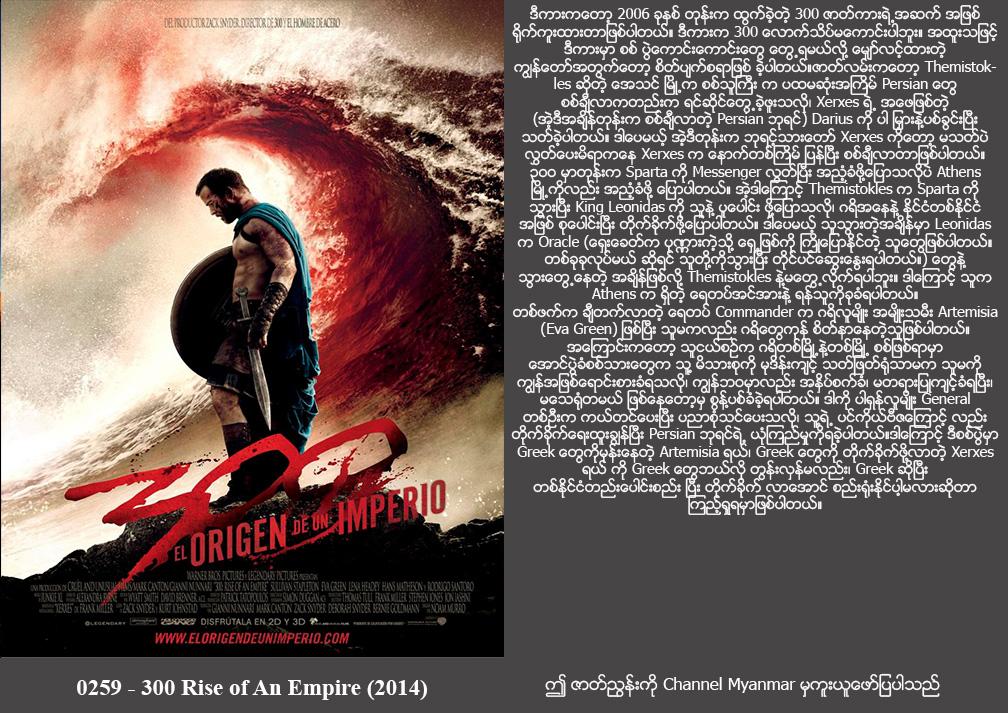 DEL PRODUCTOR ZACK SNYDER, DIRECTOR DE 300 Y EL HOMBRE DE ACERO
300
EL ORIGEN DE UN IMPERIO
WARNER BROS. PICTURES Y LEGENDARY PICTURES PRESENTAN
DISFRÚTALA EN 2D Y 3D
WWW.ELORIGENDEUNIMPERIO.COM
0259 - 300 Rise of An Empire (2014)
ဒီကားကတော့ 2006 ခုနစ် တုန်းက ထွက်ခဲ့တဲ့ 300 ဇာတ်ကားရဲ့ အဆက် အဖြစ်
ရိုက်ကူးထားတာဖြစ်ပါတယ်။ ဒီကားက 300 လောက်သိပ်မကောင်းပါဘူး။ အထူးသဖြင့်
ဒီကားမှာ စစ် ပွဲကောင်းကောင်းတွေ တွေ့ရမယ်လို့ မျှော်လင့်ထားတဲ့
ကျွန်တော်အတွက်တော့ စိတ်ပျက်စရာဖြစ် ခဲ့ပါတယ်။ဇာတ်လမ်းကတော့ Themistok-
les ဆိုတဲ့ အေသင် မြို့က စစ်သူကြီး က ပထမဆုံးအကြိမ် Persian တွေ
စစ်ချီလာကတည်းက ရင်ဆိုင်တွေ့ခဲ့ဖူးသလို၊ Xerxes ရဲ့ အဖေဖြစ်တဲ့
(အဲ့ဒီအချိန်တုန်းက စစ်ချီလာတဲ့ Persian ဘုရင်) Darius ကို ပါ မြှားနဲ့ပစ်ခွင်းပြီး
သတ်ခဲ့ပါတယ်။ ဒါပေမယ့် အဲ့ဒီတုန်းက ဘုရင့်သားတော် Xerxes ကိုတော့ မသတ်ပဲ
လွှတ်ပေးမိရာကနေ Xerxes က နောက်တစ်ကြိမ် ပြန်ပြီး စစ်ချီလာတာဖြစ်ပါတယ်။
၃၀၀ မှာတုန်းက Sparta ကို Messenger လွှတ်ပြီး အညံ့ခံဖို့ပြောသလိုပဲ Athens
မြို့ကိုလည်း အညံ့ခံဖို့ ပြောပါတယ်။ အဲ့ဒါကြောင့် Themistokles က Sparta ကို
သွားပြီး King Leonidas ကို သူနဲ့ ပူပေါင်း ဖို့ပြောသလို၊ ဂရိအနေနဲ့ နိုင်ငံတစ်နိုင်ငံ
အဖြစ် စုပေါင်းပြီး တိုက်ခိုက်ဖို့ပြောပါတယ်။ ဒါပေမယ့် သူသွားတဲ့အချိန်မှာ Leonidas
က Oracle (ရှေးခေတ်က ပုဏ္ဏားကဲ့သို့ ရှေ့ဖြစ်ကို ကြိုပြောနိုင်တဲ့ သူတွေဖြစ်ပါတယ်။
တစ်ခုခုလုပ်မယ် ဆိုရင် သူတို့ကိုသွားပြီး တိုင်ပင်ဆွေးနွေးရပါတယ်။) တွေနဲ့
သွားတွေ့နေတဲ့ အချိန်ဖြစ်လို့ Themistokles နဲ့မတွေ့လိုက်ရပါဘူး။ ဒါကြောင့် သူက
Athens က ရှိတဲ့ ရေတပ်အင်အားနဲ့ ရန်သူကိုခုခံရပါတယ်။
တစ်ဖက်က ချီတက်လာတဲ့ ရေတပ် Commander က ဂရိလူမျိုး အမျိုးသမီး Artemisia
(Eva Green) ဖြစ်ပြီး သူမကလည်း ဂရိတွေကုန် စိတ်နာနေတဲ့သူဖြစ်ပါတယ်။
အကြောင်းကတော့ သူငယ်စဉ်က ဂရိတစ်မြို့နဲ့တစ်မြို့ စစ်ဖြစ်ရာမှာ
အောင်ပွဲခံစစ်သားတွေက သူ့ မိသားစုကို မုဒိန်းကျင့် သတ်ဖြတ်ရုံသာမက သူမကို
ကျွန်အဖြစ်ရောင်းစားခံရသလို၊ ကျွန်ဘဝမှာလည်း အနိပ်စက်ခံ၊ မတရားပြုကျင့်ခံရပြီး၊
မသေရုံတမယ် ဖြစ်နေတော့မှ စွန့်ပစ်ခံခဲ့ရပါတယ်။ ဒါကို ပါရှန်လူမျိုး General
တစ်ဦးက ကယ်တင်ပေးပြီး ပညာစုံသင်ပေးသလို၊ သူ့ရဲ့ ပင်ကိုယ်ဗီဇကြောင့် လည်း
တိုက်ခိုက်ရေးထူးချွန်ပြီး Persian ဘုရင်ရဲ့ ယုံကြည်မှုကိုရခဲ့ပါတယ်။ဒါကြောင့် ဒီစစ်ပွဲမှာ
Greek တွေကိုမုန်းနေတဲ့ Artemisia ရယ်၊ Greek တွေကို တိုက်ခိုက်ဖို့လာတဲ့ Xerxes
ရယ် ကို Greek တွေဘယ်လို တွန်းလှန်မလည်း၊ Greek ဆိုပြီး
တစ်နိုင်ငံတည်းပေါင်းစည်း ပြီး တိုက်ခိုက် လာအောင် စည်းရုံးနိုင်ပါ့မလားဆိုတာ
ကြည့်ရှုရမှာဖြစ်ပါတယ်။
ဤ ဇာတ်ညွှန်းကို Channel Myanmar မှကူးယူဖော်ပြပါသည်